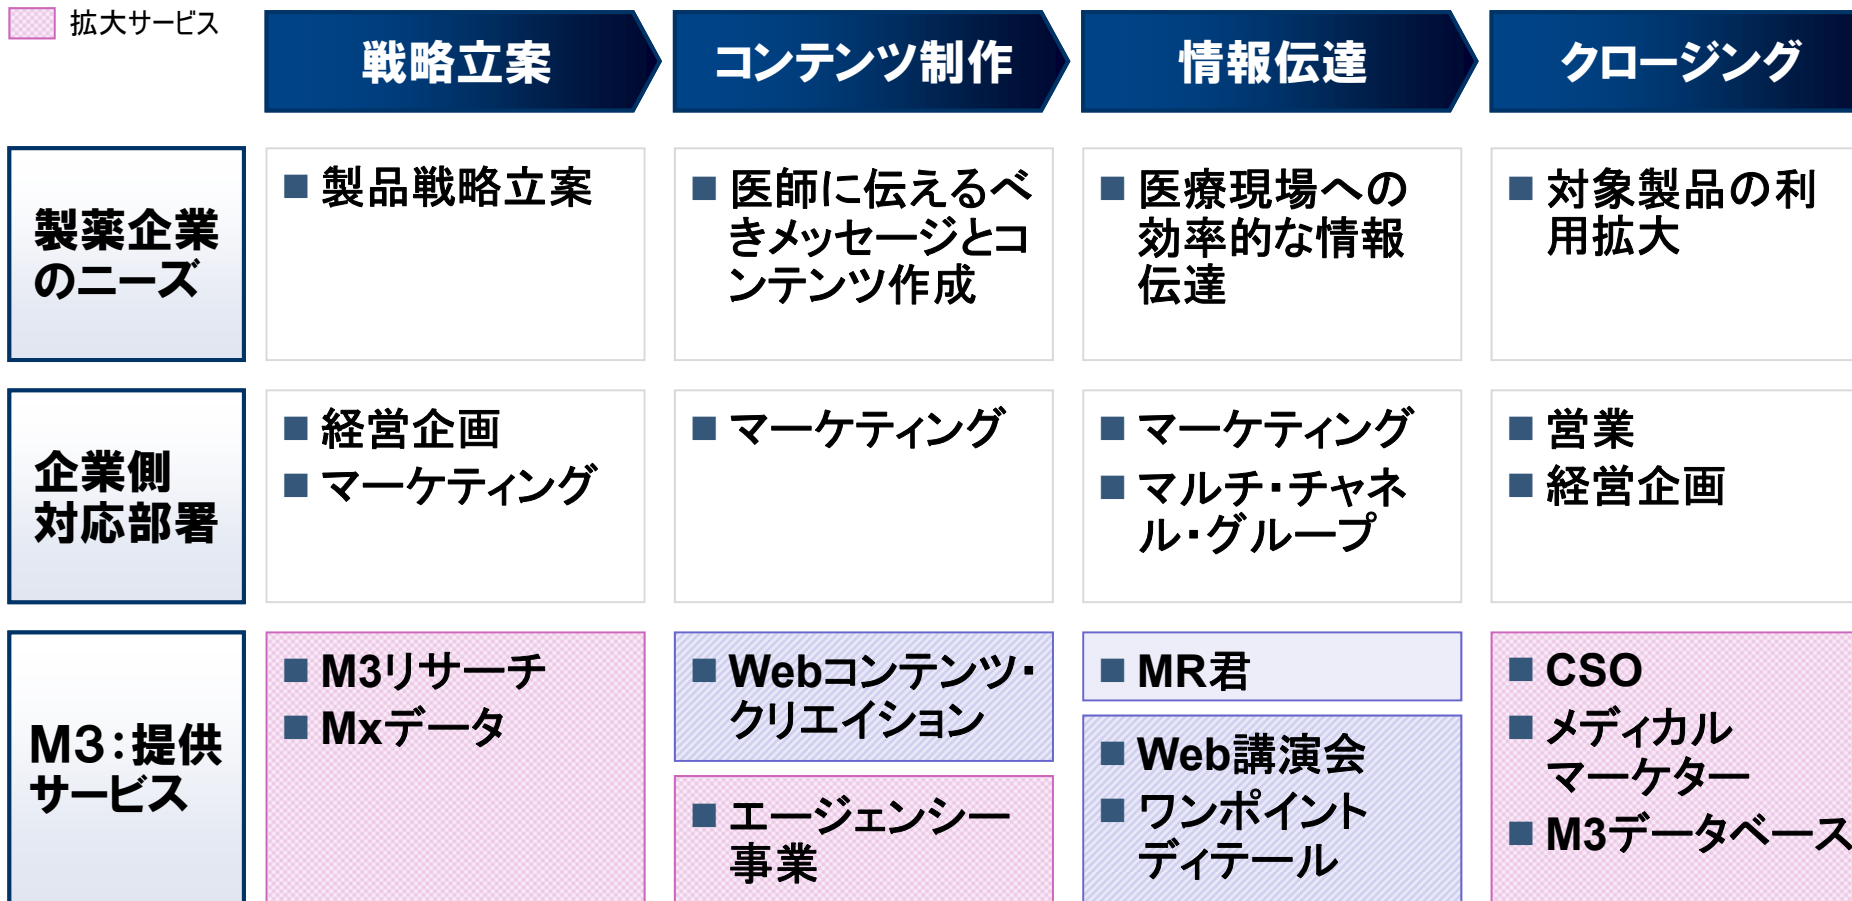 拡大サービス
戦略立案
コンテンツ制作
情報伝達
クロージング
製薬企業
のニーズ
■ 製品戦略立案
■ 医師に伝えるべ
きメッセージとコ
ンテンツ作成
■ 医療現場への
効率的な情報
伝達
■ 対象製品の利
用拡大
企業側
対応部署
■ 経営企画
■ マーケティング
■ マーケティング
■ マーケティング
■ マルチ・チャネ
ル・グループ
■ 営業
■ 経営企画
M3：提供
サービス
■ M3リサーチ
■ Mxデータ
■ Webコンテンツ・
クリエイション
■ エージェンシー
事業
■ MR君
■ Web講演会
■ ワンポイント
ディテール
■ CSO
■ メディカル
マーケター
■ M3データベース